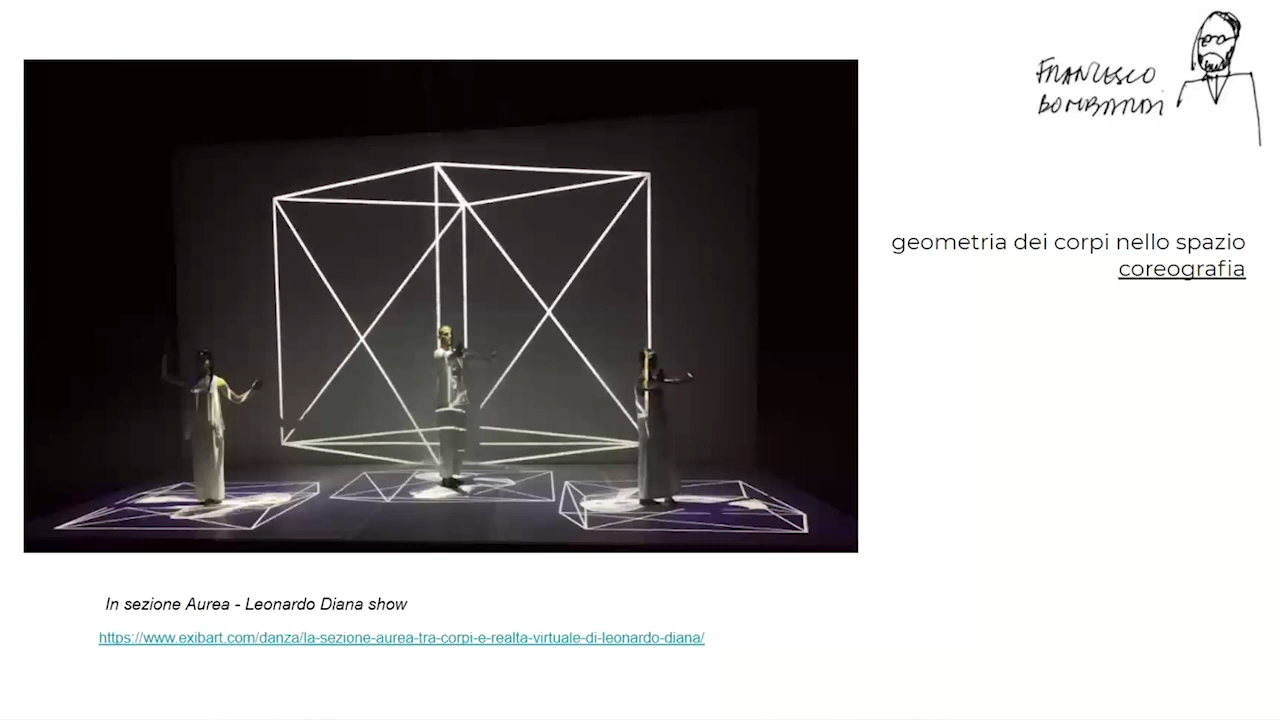 FRANCESCO
BOMBARDI
geometria dei corpi nello spazio
coreografia
In sezione Aurea - Leonardo Diana show
https://www.exibart.com/danza/la-sezione-aurea-tra-corpi-e-realta-virtuale-di-leonardo-diana/